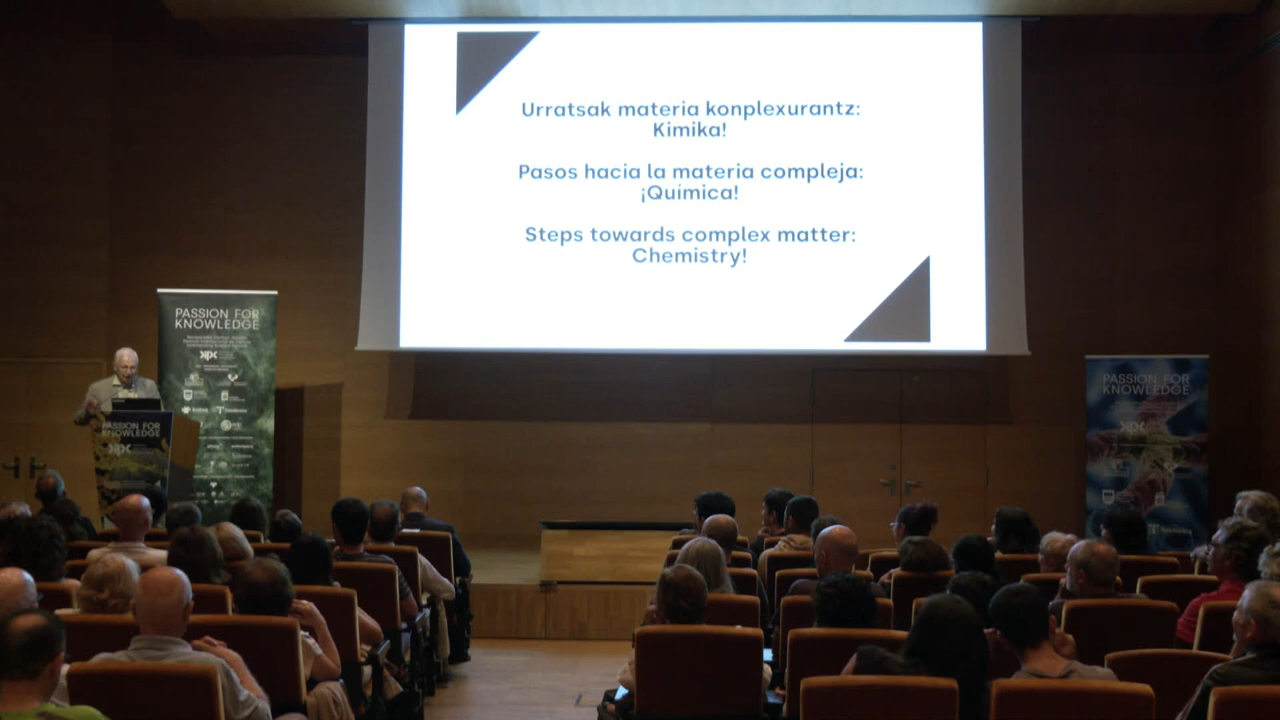 Urratsak materia konplexurantz:
Kimika!
Pasos hacia la materia compleja:
¡Química!
Steps towards complex matter:
Chemistry!
PASSION FOR
KNOWLEDGE
PASSION FOR
KNOWLEDGE
PASSION FOR
KNOWLEDGE